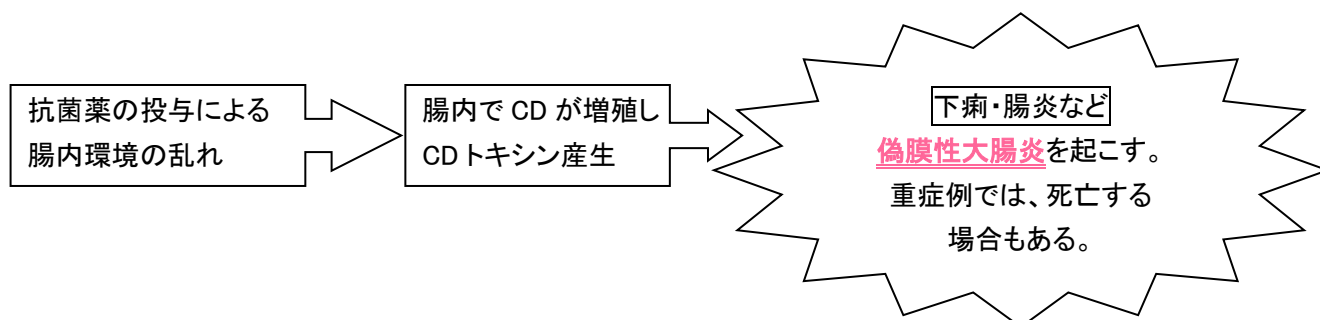 抗菌薬の投与による
腸内環境の乱れ
腸内で CD が増殖し
CDトキシン産生
下痢・腸炎など
偽膜性大腸炎を起こす。
重症例では、死亡する
場合もある。